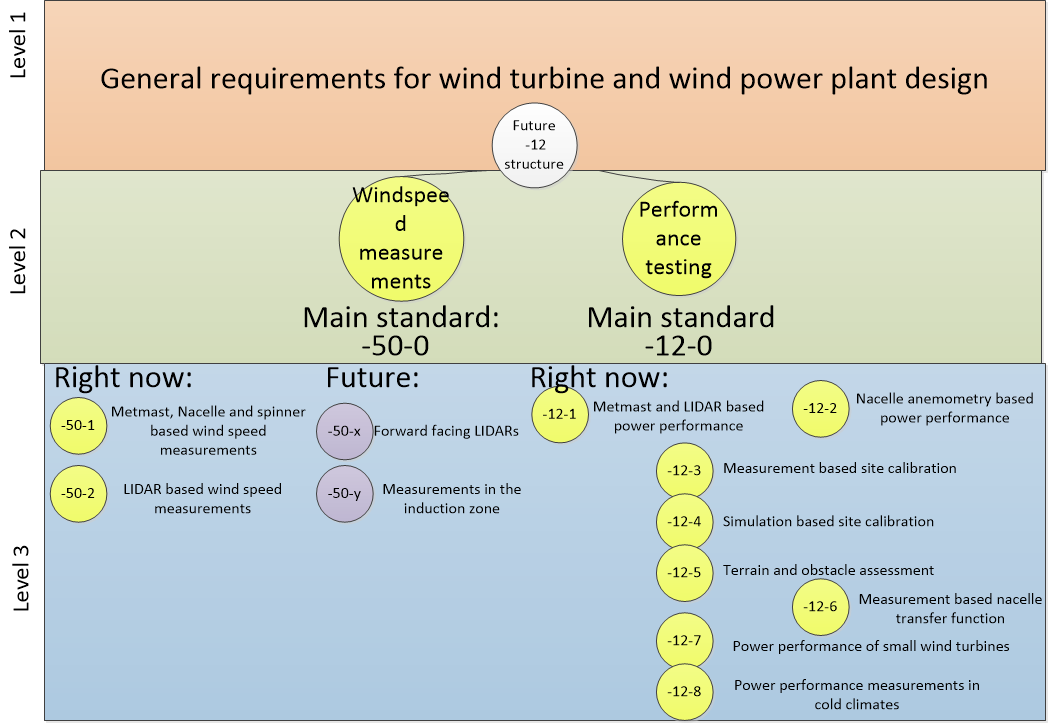 Level 1
General requirements for wind turbine and wind power plant design
Future
-12
structure
Level 2
Windspee
d
measure
ments
Perform
ance
testing
Main standard:
-50-0
Main standard
-12-0
Level 3
Right now:
-50-1
Metmast, Nacelle and spinner
based wind speed
measurements
-50-2
LIDAR based wind speed
measurements
Future:
-50-x
Forward facing LIDARs
-50-y
Measurements in the
induction zone
Right now:
-12-1
Metmast and LIDAR based
power performance
-12-2
Nacelle anemometry based
power performance
-12-3
Measurement based site calibration
-12-4
Simulation based site calibration
-12-5
Terrain and obstacle assessment
-12-6
Measurement based nacelle
transfer function
-12-7
Power performance of small wind turbines
-12-8
Power performance measurements in
cold climates